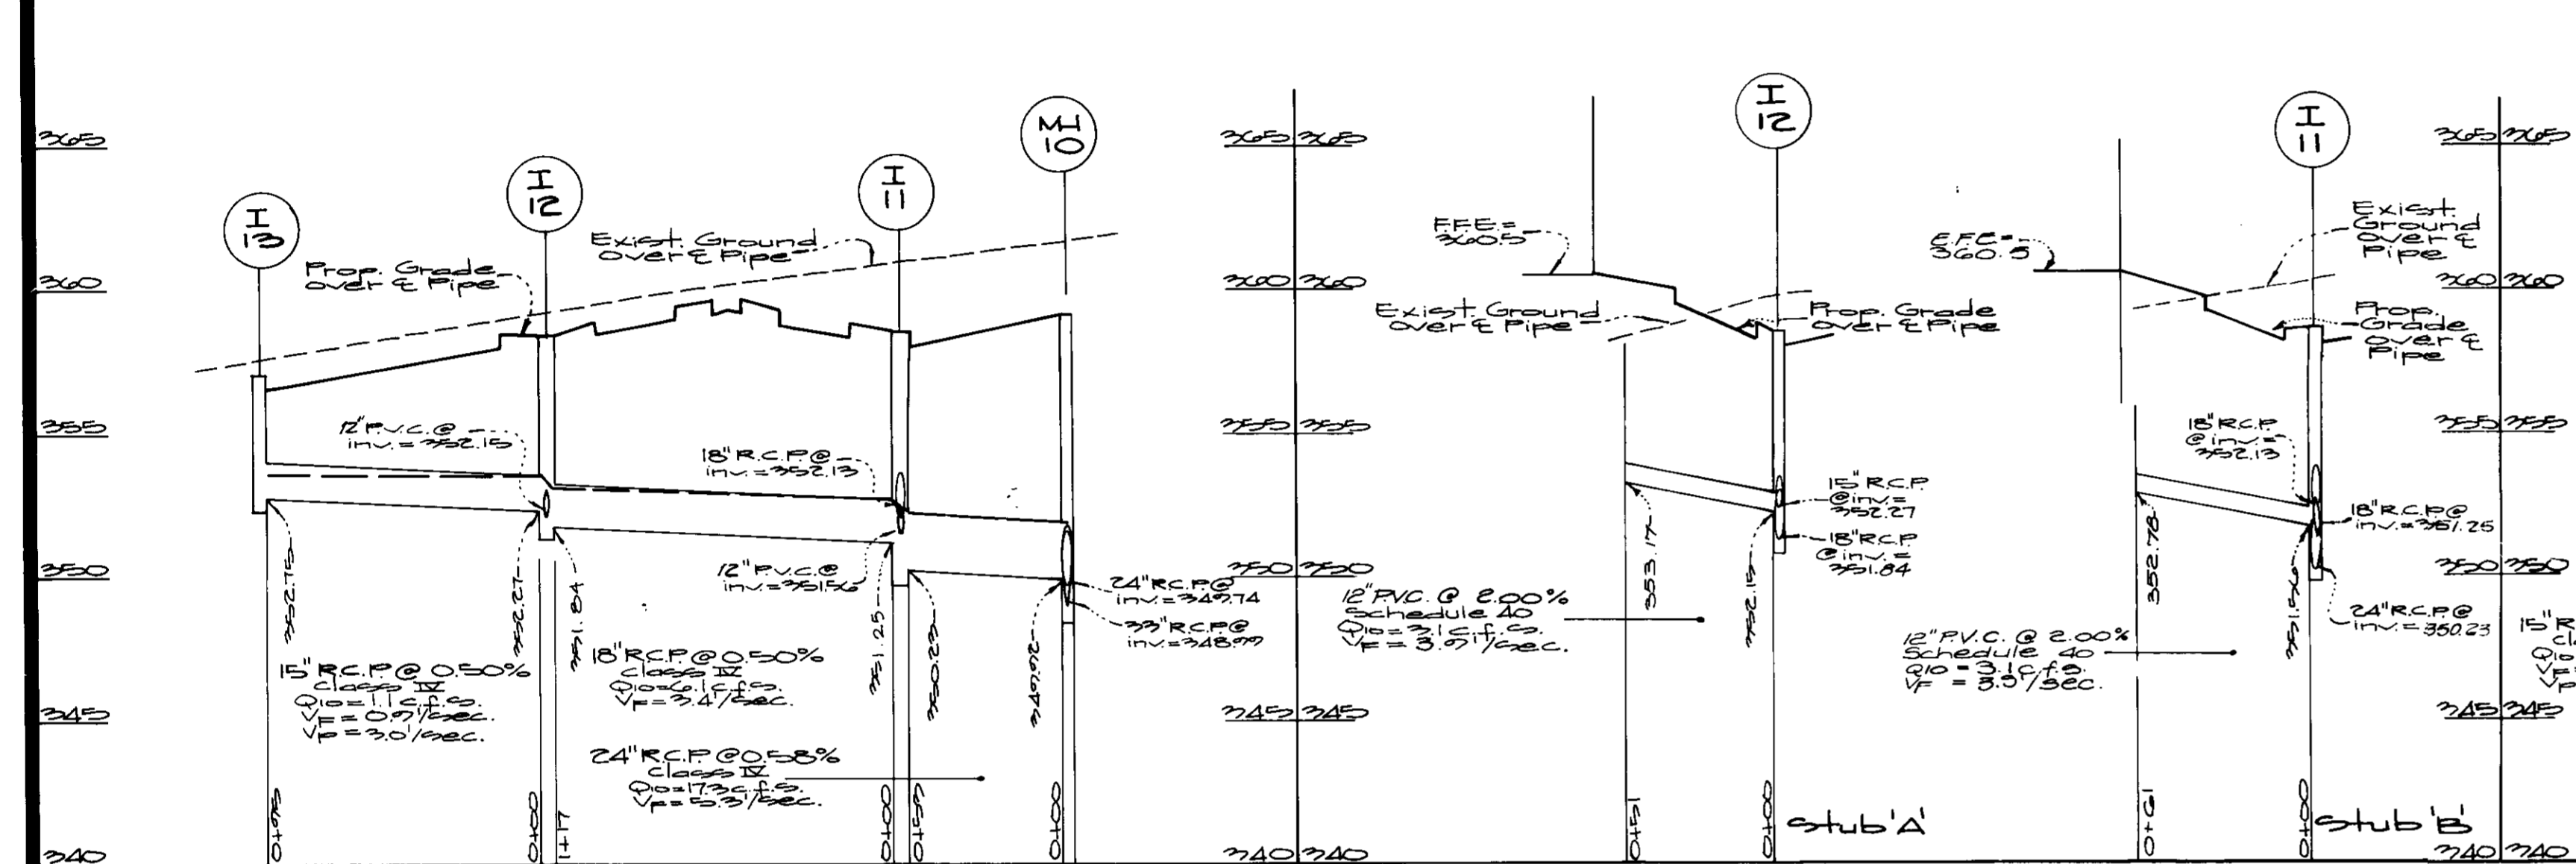 365
360
355
350
345
340
I
13
I
12
I
11
MH
10
Prop. Grade
over ℄ Pipe
Exist. Ground
over ℄ Pipe
12" P.V.C. @
inv. = 352.15
18" R.C.P. @
inv. = 352.13
12" P.V.C. @
inv. = 351.56
24" R.C.P. @
inv. = 349.74
33" R.C.P. @
inv. = 348.99
352.75
352.27
351.84
351.25
350.23
349.92
15" R.C.P. @ 0.50%
Class IV
Q10 = 1.1 c.f.s.
VF = 0.9'/sec.
VP = 3.0'/sec.
18" R.C.P. @ 0.50%
Class IV
Q10 = 6.1 c.f.s.
VF = 3.4'/sec.
24" R.C.P. @ 0.58%
Class IV
Q10 = 17.3 c.f.s.
VF = 5.3'/sec.
0+00
1+17
0+00
0+00
365 365
360 360
355 355
350 350
345 345
340 340
I
12
F.F.E. =
360.5
Exist. Ground
over ℄ Pipe
Prop. Grade
over ℄ Pipe
15" R.C.P.
@ inv. =
352.27
18" R.C.P.
@ inv. =
351.84
12" P.V.C. @ 2.00%
Schedule 40
Q10 = 3.1 c.f.s.
VF = 3.9'/sec.
353.17
352.15
0+51
0+00
Stub 'A'
I
11
F.F.E. =
360.5
Exist.
Ground
over ℄
Pipe
Prop.
Grade
over ℄
Pipe
18" R.C.P.
@ inv. =
352.13
18" R.C.P. @
inv. = 351.25
24" R.C.P. @
inv. = 350.23
12" P.V.C. @ 2.00%
Schedule 40
Q10 = 3.1 c.f.s.
VF = 3.9'/sec.
352.78
351.56
0+61
0+00
Stub 'B'
365 365
360 360
355 355
350 350
345 345
340 340
15" R
Cla
Q10
VF =
VP